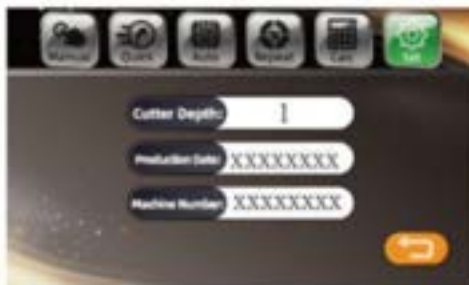 Manual Quick Auto Repeat Calc Set
Cutter Depth: 1
Production Date: XXXXXXXX
Machine Number: XXXXXXXX